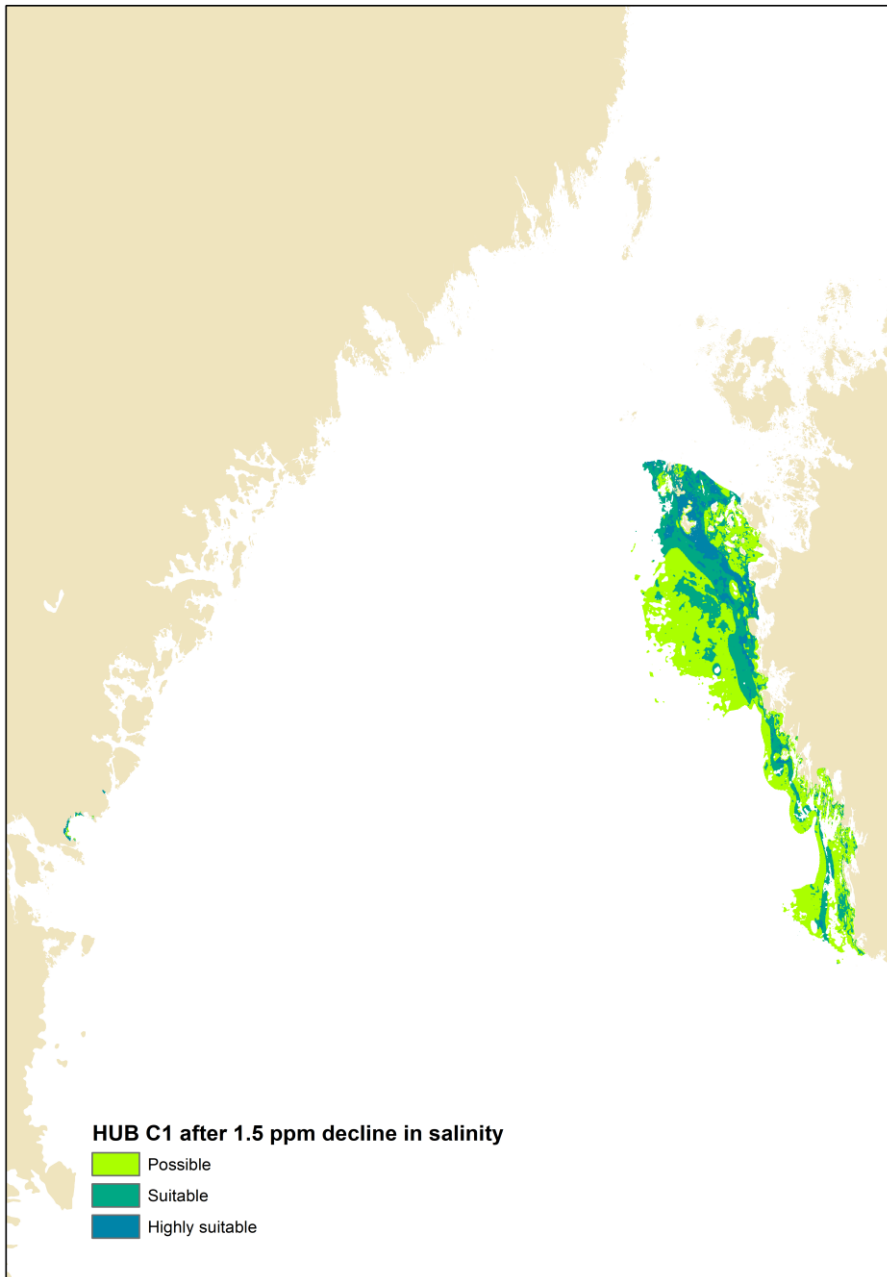 HUB C1 after 1.5 ppm decline in salinity
Possible
Suitable
Highly suitable